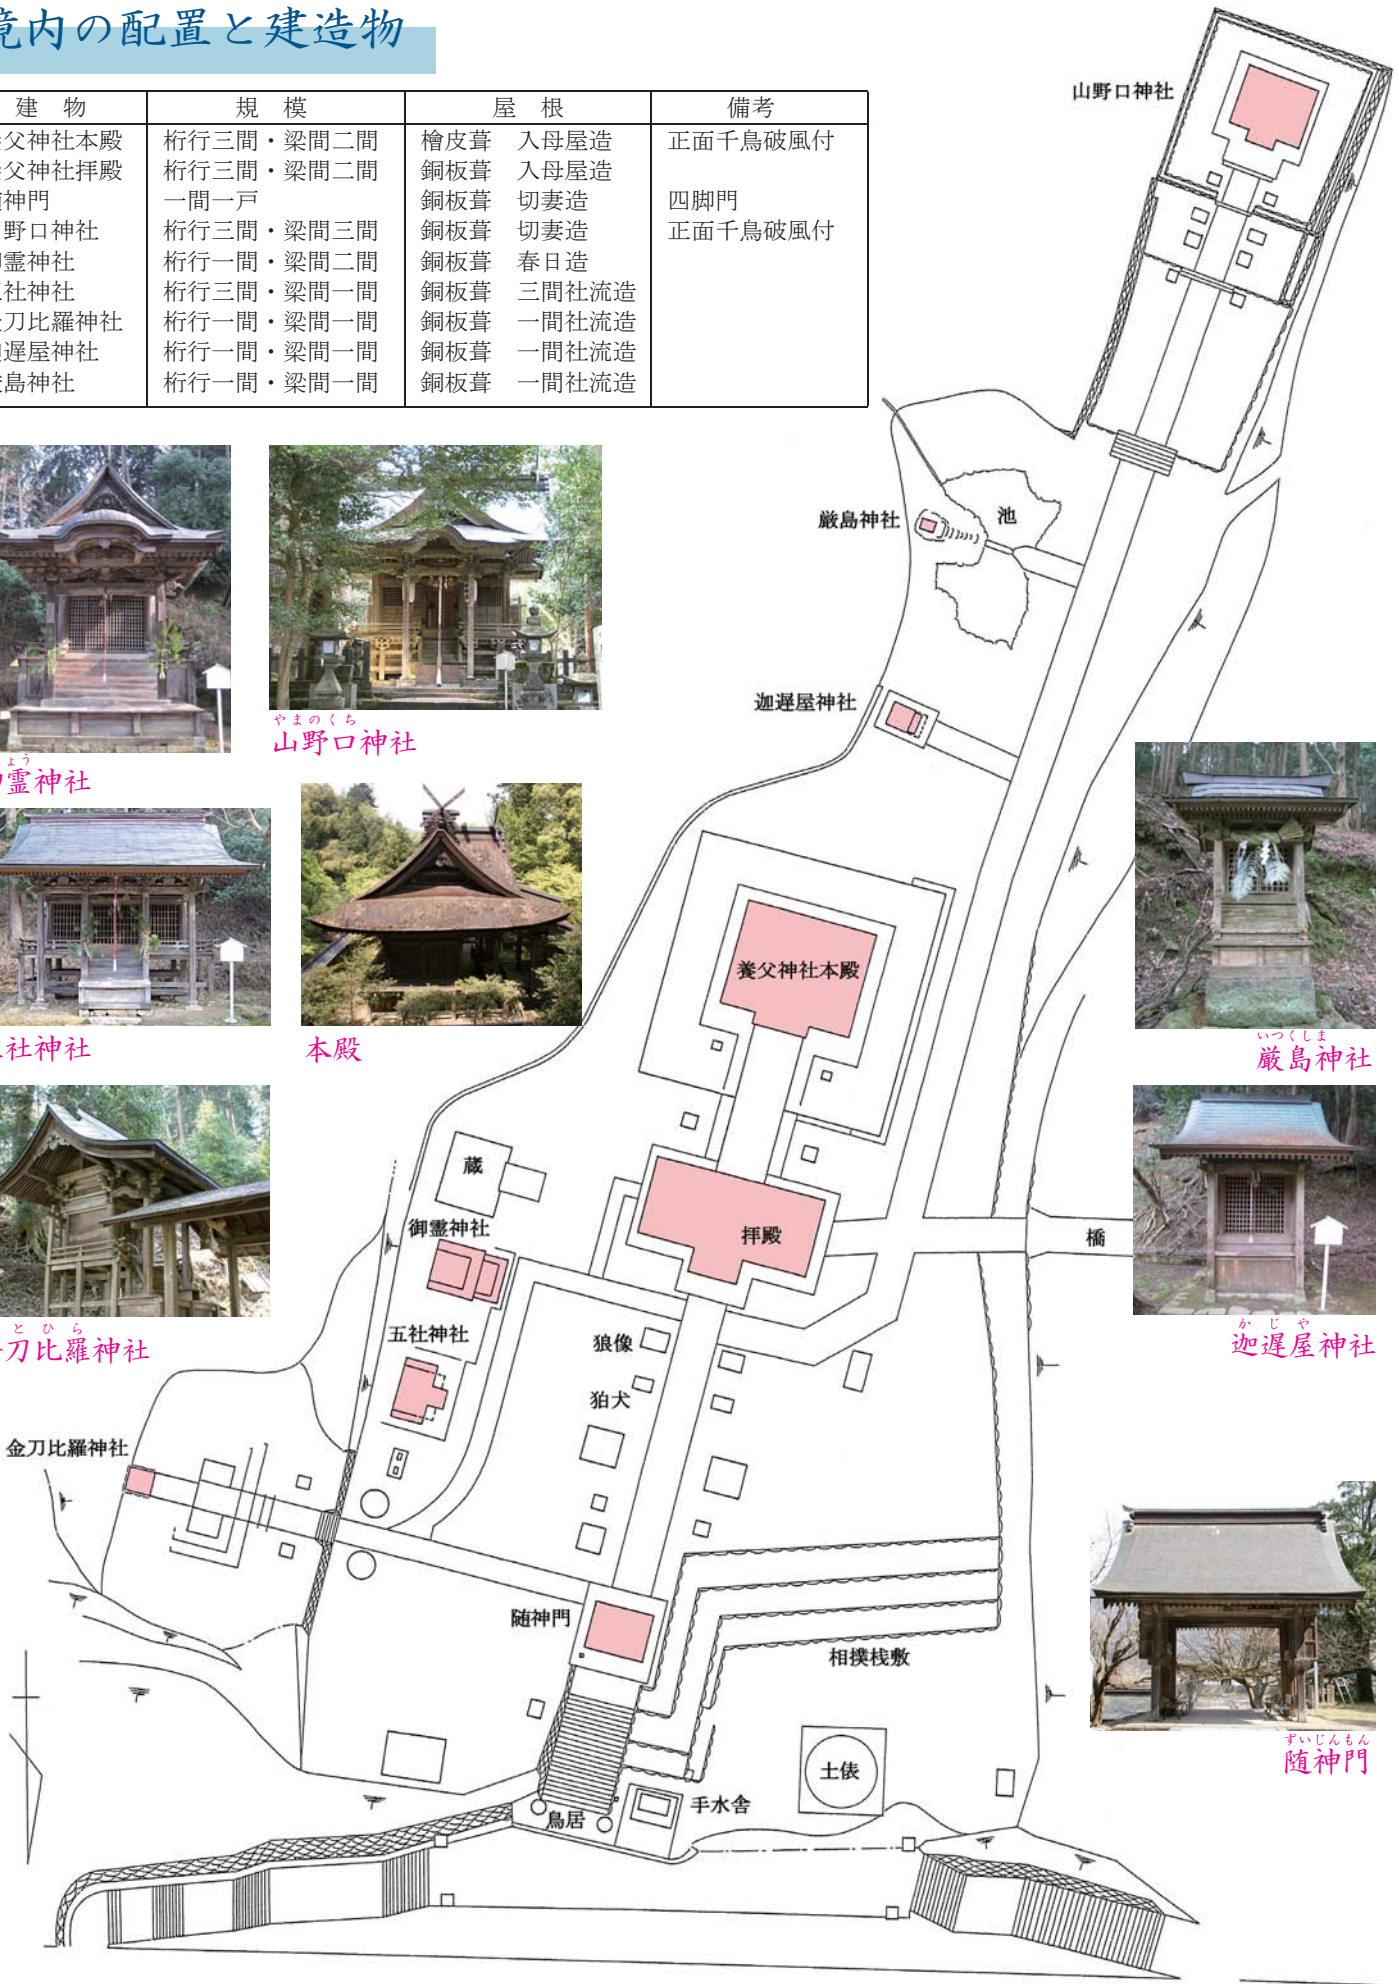 境内の配置と建造物
建　物　規　模　屋　根　備考
父神社本殿　桁行三間・梁間二間　檜皮葺　入母屋造　正面千鳥破風付
父神社拝殿　桁行三間・梁間二間　銅板葺　入母屋造
神門　一間一戸　銅板葺　切妻造　四脚門
野口神社　桁行三間・梁間三間　銅板葺　切妻造　正面千鳥破風付
霊神社　桁行一間・梁間二間　銅板葺　春日造
社神社　桁行三間・梁間一間　銅板葺　三間社流造
刀比羅神社　桁行一間・梁間一間　銅板葺　一間社流造
遅屋神社　桁行一間・梁間一間　銅板葺　一間社流造
島神社　桁行一間・梁間一間　銅板葺　一間社流造
山野口神社
厳島神社
池
迦遅屋神社
養父神社本殿
蔵
御霊神社
拝殿
橋
五社神社
狼像
狛犬
金刀比羅神社
随神門
相撲桟敷
土俵
手水舎
鳥居
ょう
霊神社
やまのくち
山野口神社
社神社
本殿
とひら
刀比羅神社
いつくしま
厳島神社
かじや
迦遅屋神社
ずいじんもん
随神門